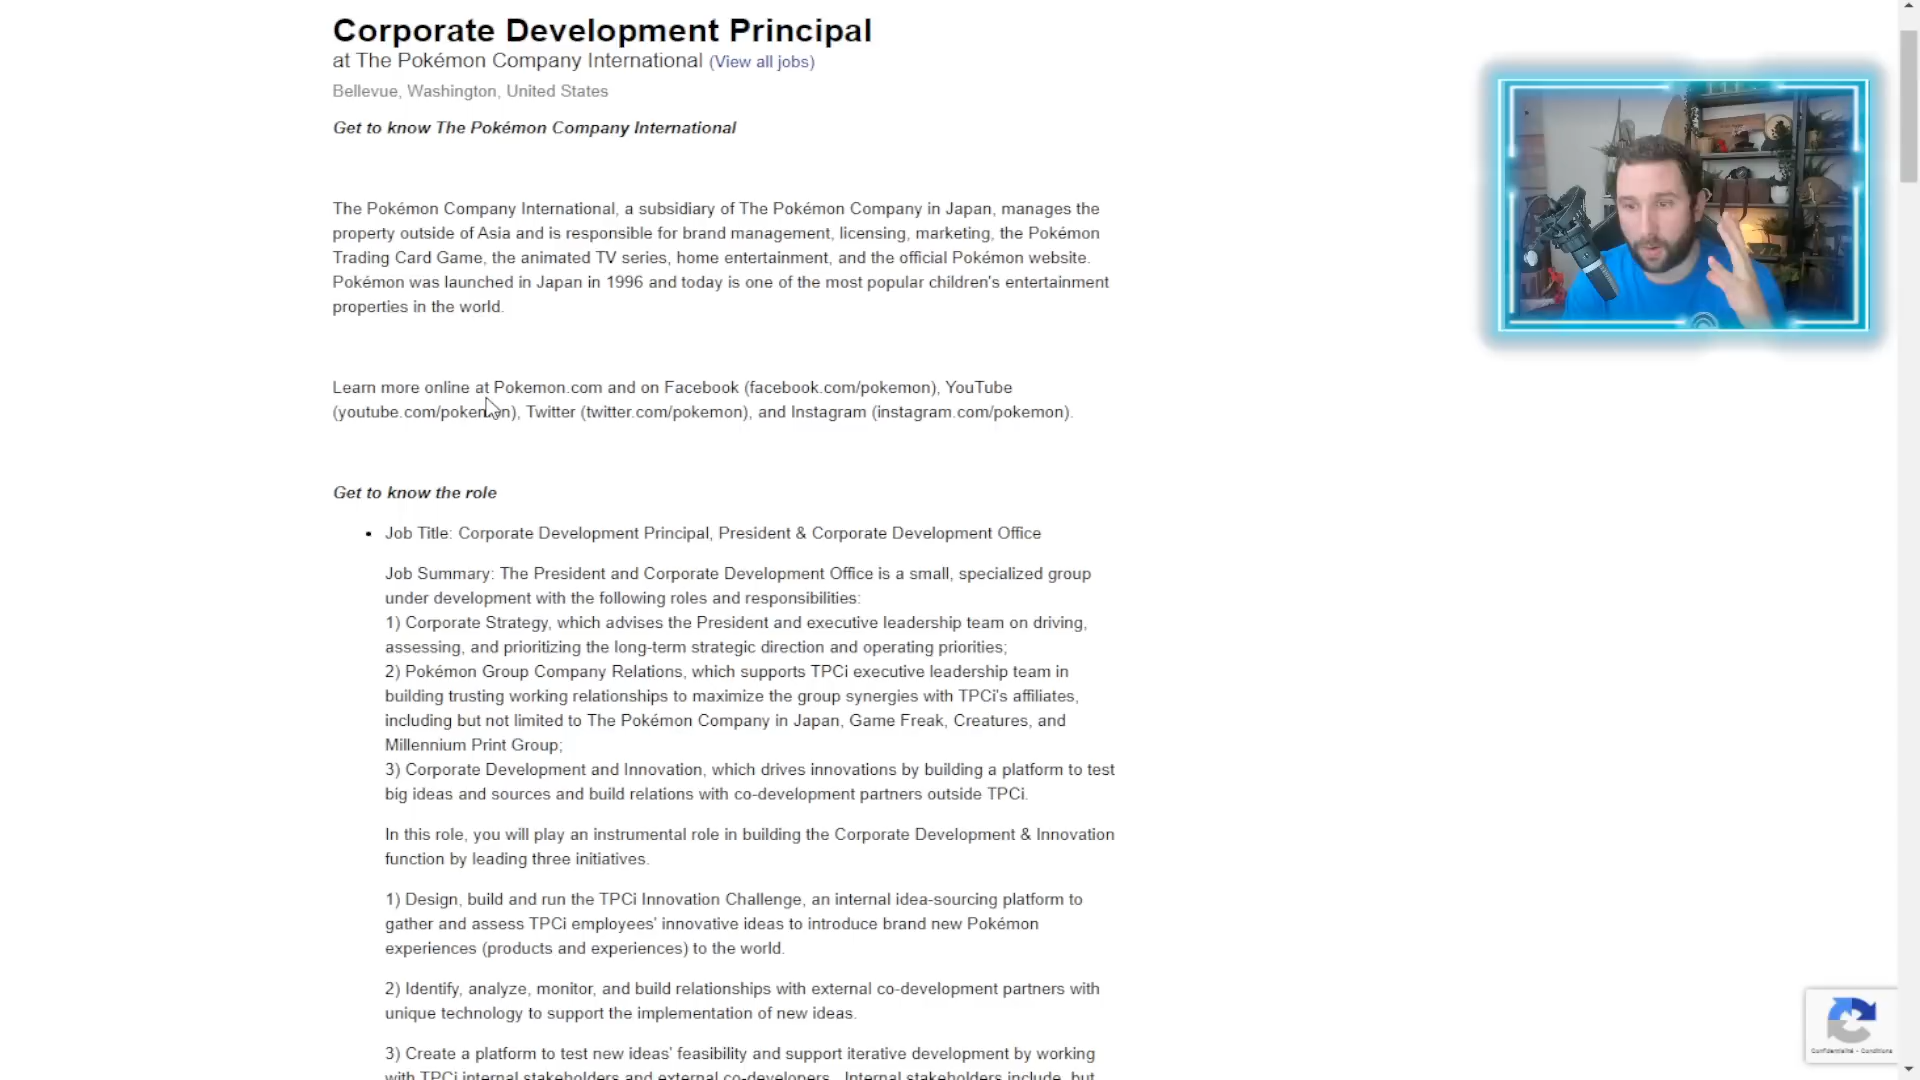 Corporate Development Principal
at The Pokémon Company International (View all jobs)
Bellevue, Washington, United States
Get to know The Pokémon Company International
The Pokémon Company International, a subsidiary of The Pokémon Company in Japan, manages the
property outside of Asia and is responsible for brand management, licensing, marketing, the Pokémon
Trading Card Game, the animated TV series, home entertainment, and the official Pokémon website.
Pokémon was launched in Japan in 1996 and today is one of the most popular children's entertainment
properties in the world.
Learn more online at Pokemon.com and on Facebook (facebook.com/pokemon), YouTube
(youtube.com/pokemon), Twitter (twitter.com/pokemon), and Instagram (instagram.com/pokemon).
Get to know the role
• Job Title: Corporate Development Principal, President & Corporate Development Office
Job Summary: The President and Corporate Development Office is a small, specialized group
under development with the following roles and responsibilities:
1) Corporate Strategy, which advises the President and executive leadership team on driving,
assessing, and prioritizing the long-term strategic direction and operating priorities;
2) Pokémon Group Company Relations, which supports TPCi executive leadership team in
building trusting working relationships to maximize the group synergies with TPCi's affiliates,
including but not limited to The Pokémon Company in Japan, Game Freak, Creatures, and
Millennium Print Group;
3) Corporate Development and Innovation, which drives innovations by building a platform to test
big ideas and sources and build relations with co-development partners outside TPCi.
In this role, you will play an instrumental role in building the Corporate Development & Innovation
function by leading three initiatives.
1) Design, build and run the TPCi Innovation Challenge, an internal idea-sourcing platform to
gather and assess TPCi employees' innovative ideas to introduce brand new Pokémon
experiences (products and experiences) to the world.
2) Identify, analyze, monitor, and build relationships with external co-development partners with
unique technology to support the implementation of new ideas.
3) Create a platform to test new ideas' feasibility and support iterative development by working
with TPCi internal stakeholders and external co-developers. Internal stakeholders include, but
Confidentialité - Conditions